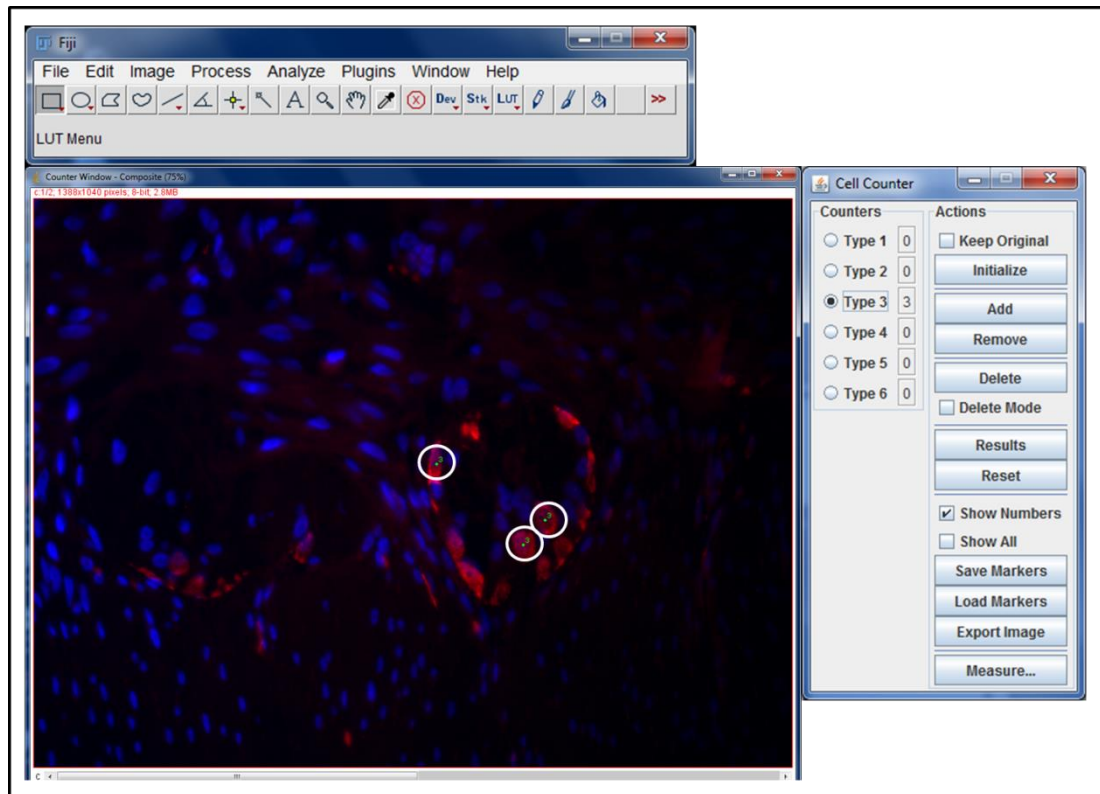 Fiji
File Edit Image Process Analyze Plugins Window Help
A Dev Stk LUT >>
LUT Menu
Counter Window - Composite (75%)
c:1/2; 1388x1040 pixels; 8-bit; 2.8MB
3
3
3
c
Cell Counter
Counters
Type 1 0
Type 2 0
Type 3 3
Type 4 0
Type 5 0
Type 6 0
Actions
Keep Original
Initialize
Add
Remove
Delete
Delete Mode
Results
Reset
Show Numbers
Show All
Save Markers
Load Markers
Export Image
Measure...